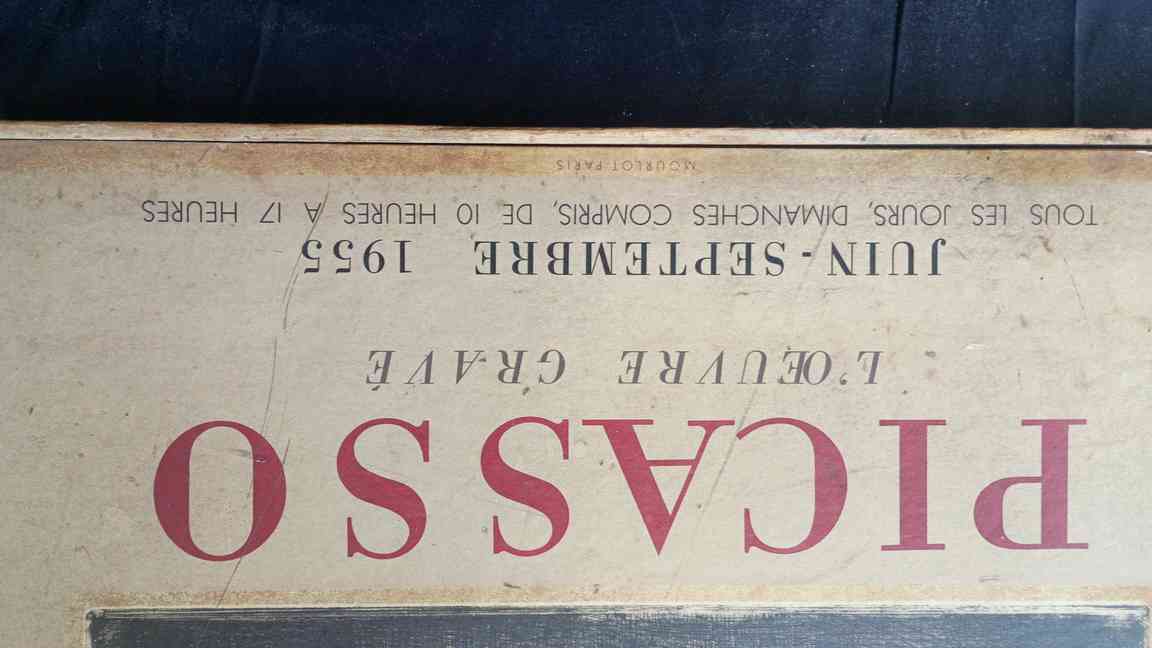 PICASSO
L'ŒUVRE GRAVÉ
JUIN - SEPTEMBRE 1955
TOUS LES JOURS, DIMANCHES COMPRIS, DE 10 HEURES A 17 HEURES
MOURLOT-PARIS